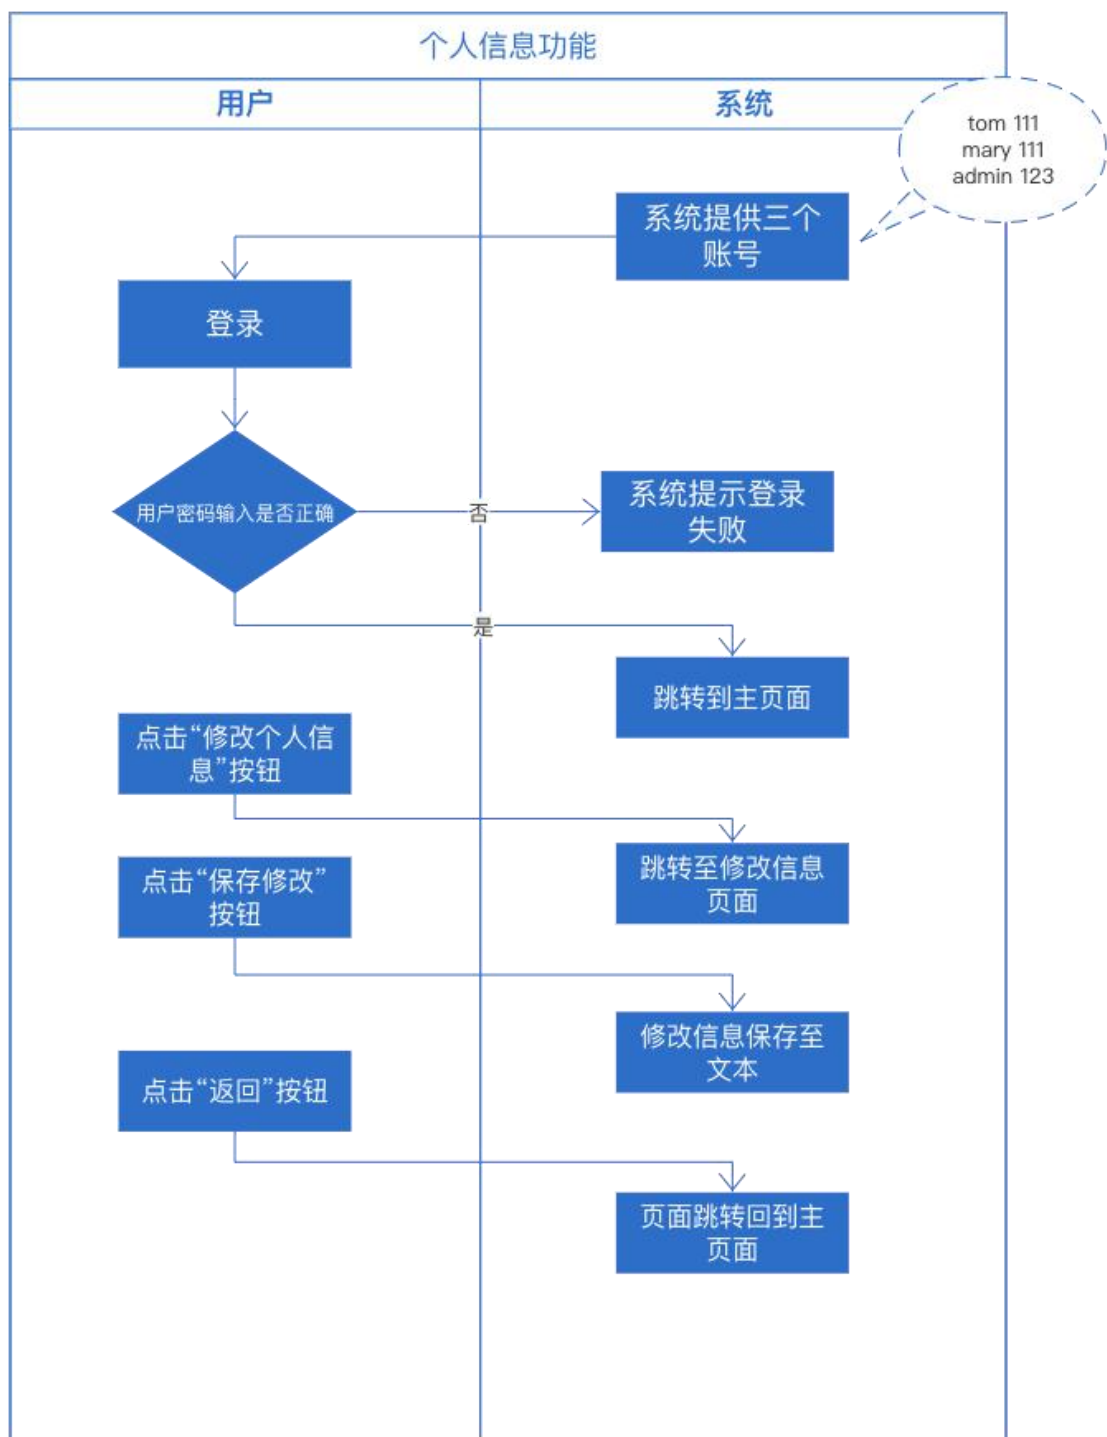 个人信息功能
用户
系统
tom 111
mary 111
admin 123
系统提供三个
账号
登录
用户密码输入是否正确
否
系统提示登录
失败
是
跳转到主页面
点击“修改个人信
息”按钮
跳转至修改信息
页面
点击“保存修改”
按钮
修改信息保存至
文本
点击“返回”按钮
页面跳转回到主
页面